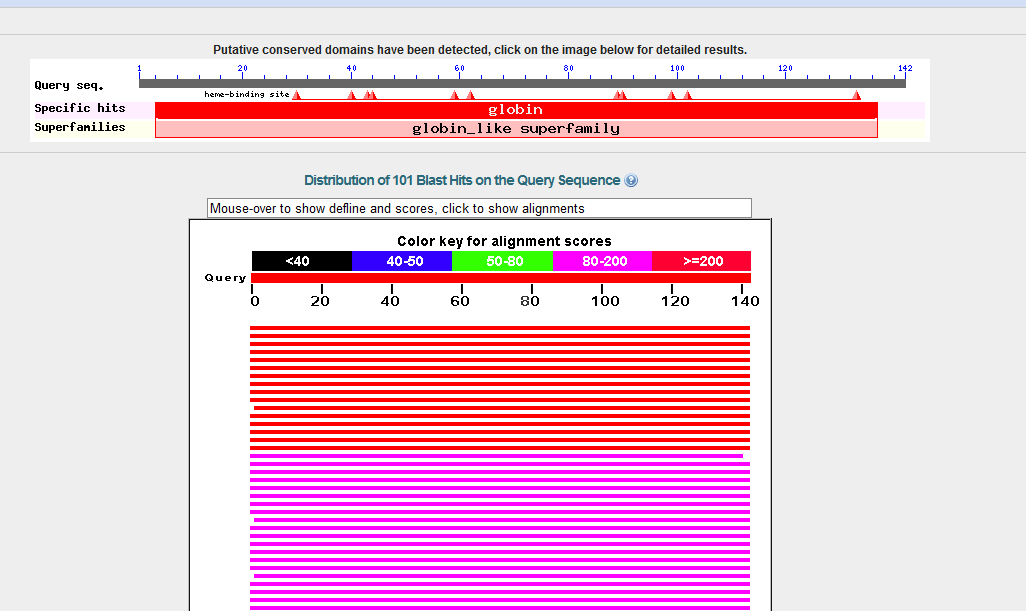 Putative conserved domains have been detected, click on the image below for detailed results.
1 20 40 60 80 100 120 142
Query seq.
heme-binding site
Specific hits globin
Superfamilies globin_like superfamily
Distribution of 101 Blast Hits on the Query Sequence ?
Mouse-over to show defline and scores, click to show alignments
Color key for alignment scores
<40 40-50 50-80 80-200 >=200
Query
0 20 40 60 80 100 120 140